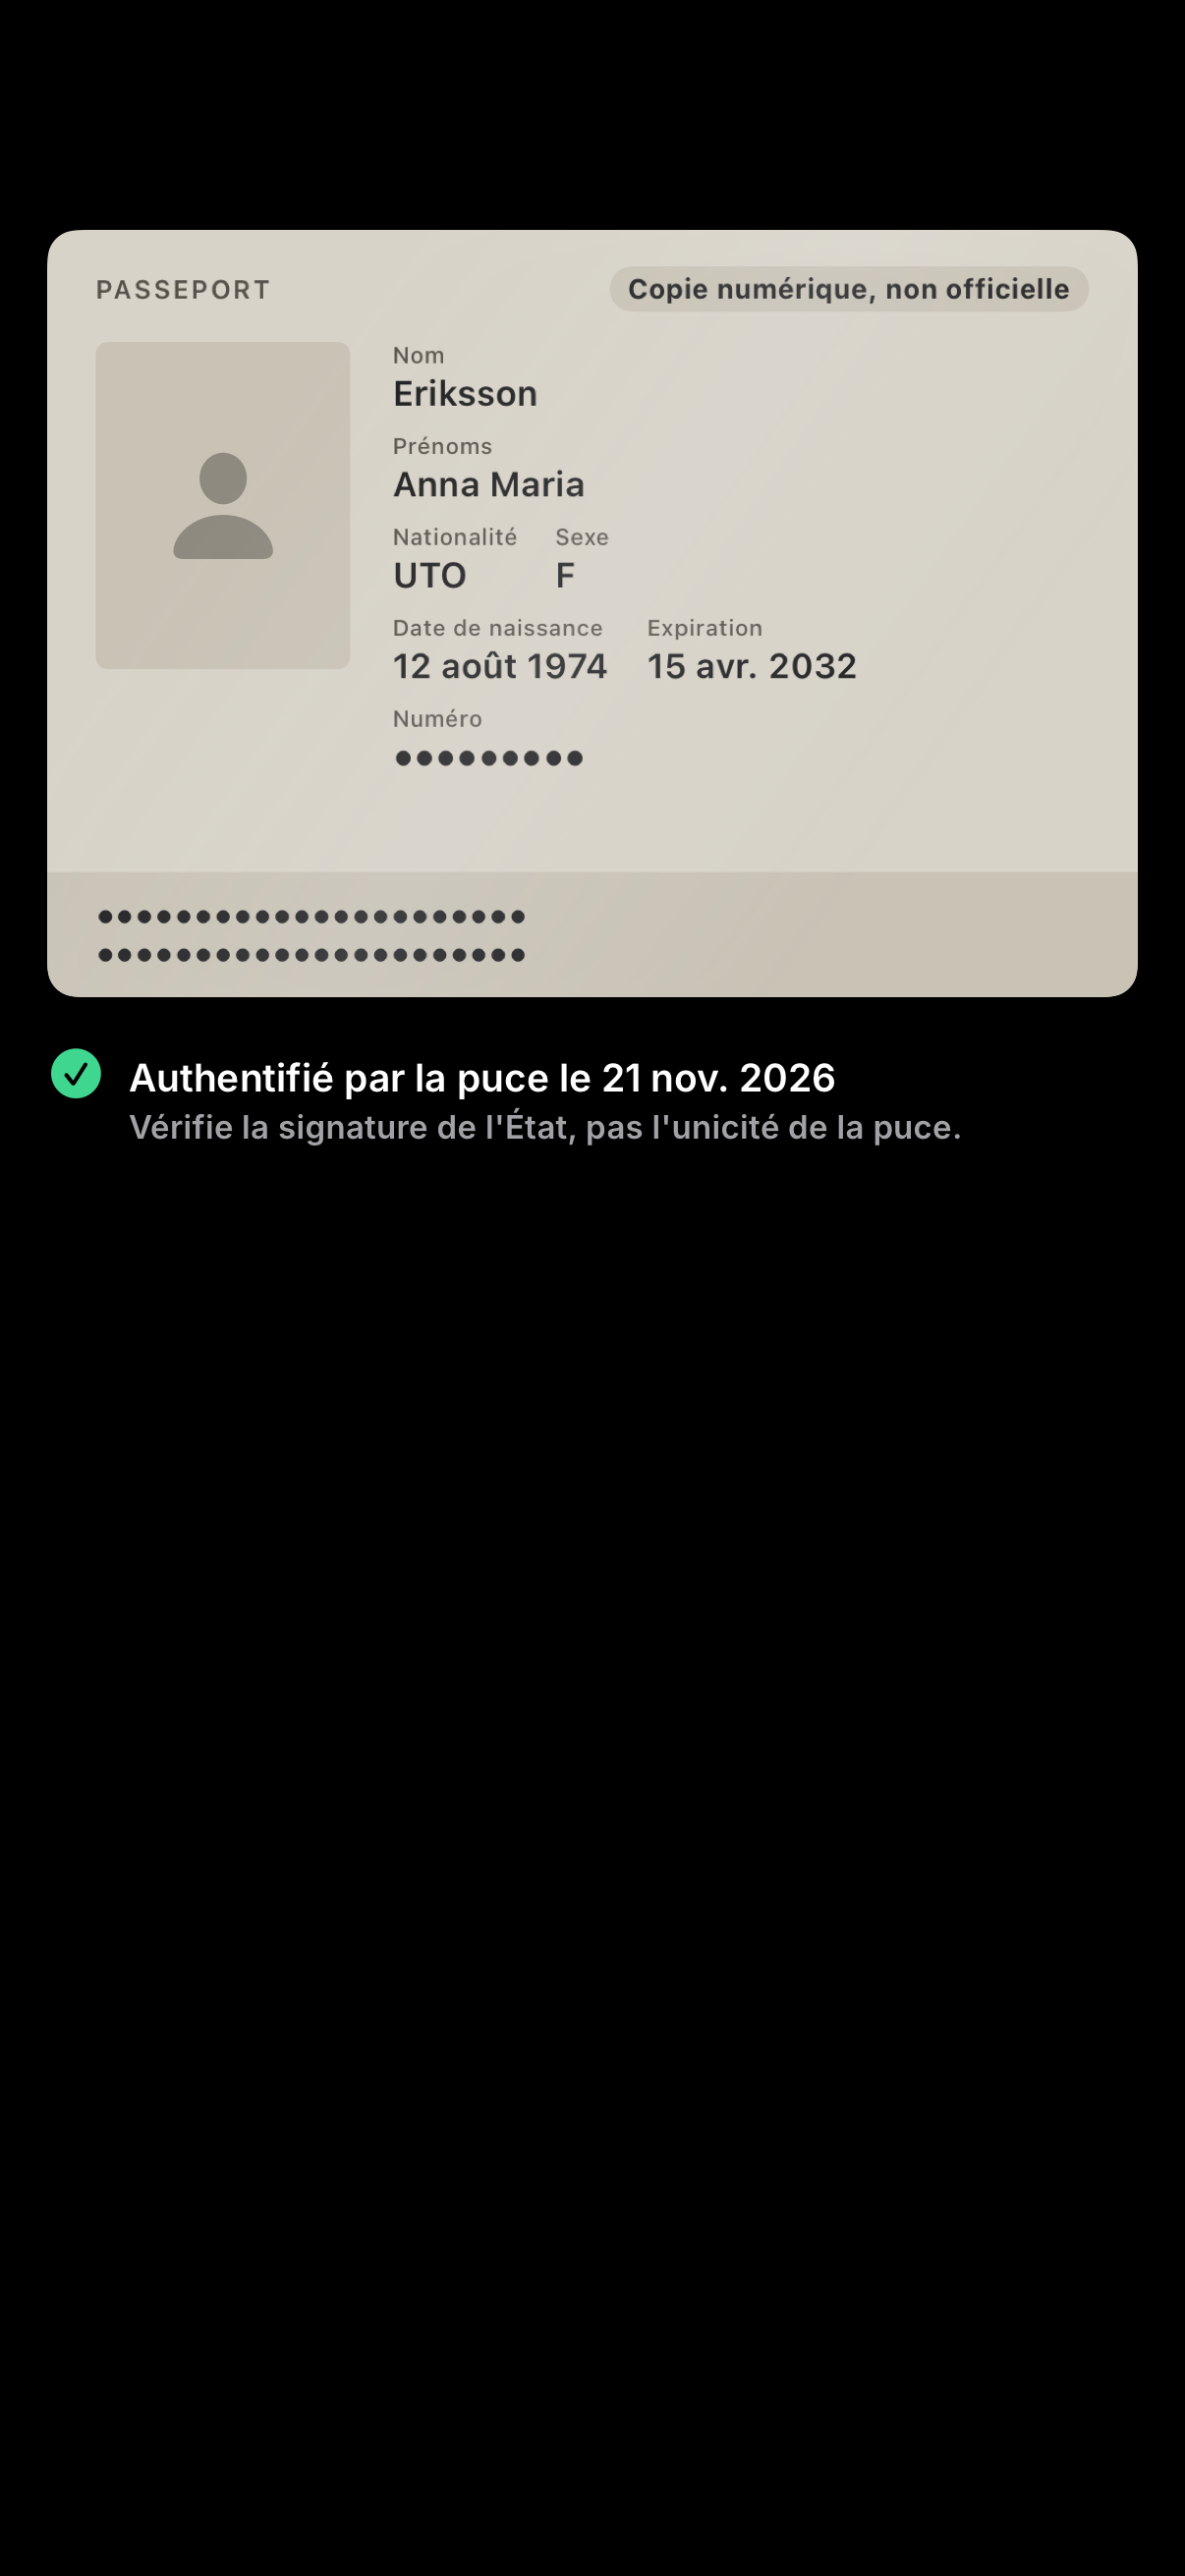 PASSEPORT
Copie numérique, non officielle
Nom
Eriksson
Prénoms
Anna Maria
Nationalité Sexe
UTO F
Date de naissance Expiration
12 août 1974 15 avr. 2032
Numéro
●●●●●●●●●
●●●●●●●●●●●●●●●●●●●●●●
●●●●●●●●●●●●●●●●●●●●●●
Authentifié par la puce le 21 nov. 2026
Vérifie la signature de l'État, pas l'unicité de la puce.